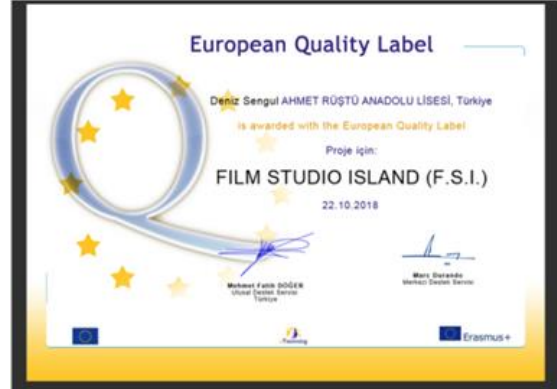 European Quality Label
Deniz Sengul AHMET RÜŞTÜ ANADOLU LİSESİ, Türkiye
is awarded with the European Quality Label
Proje için:
FILM STUDIO ISLAND (F.S.I.)
22.10.2018
Mehmet Fatih DÖĞER
Ulusal Destek Servisi
Türkiye
Marc Durando
Merkezi Destek Servisi
Erasmus+